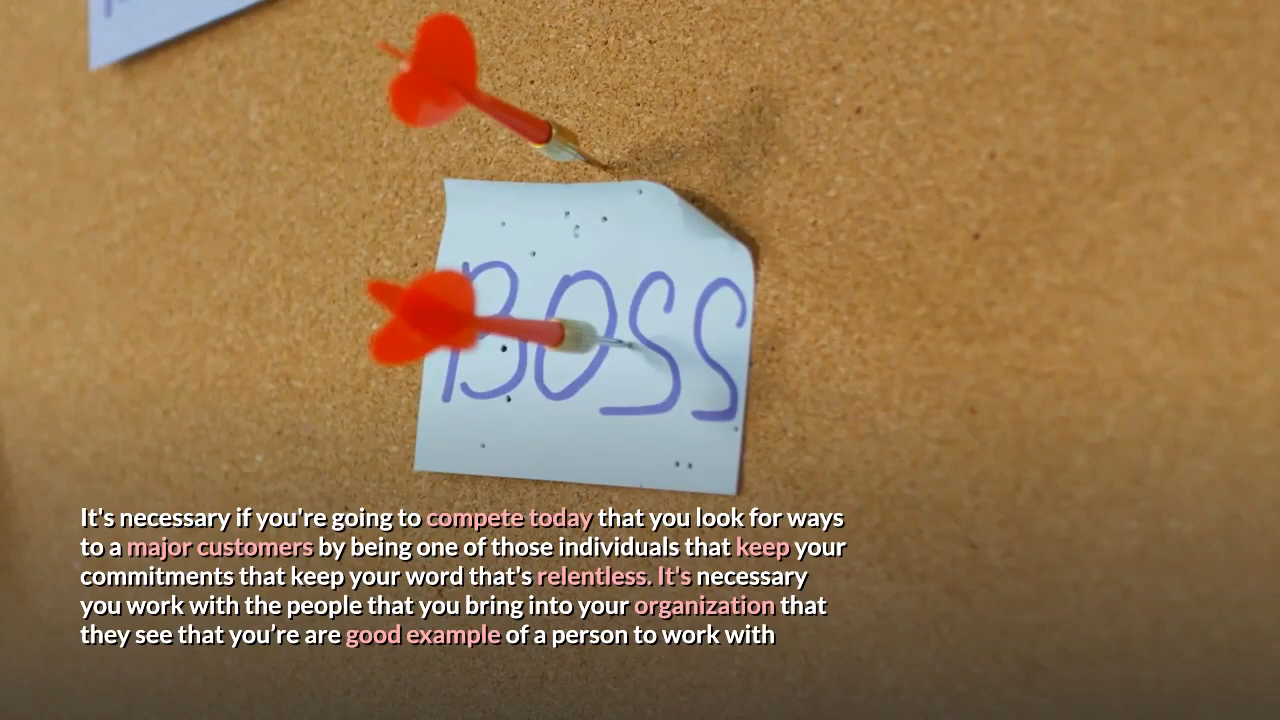 BOSS
It's necessary if you're going to compete today that you look for ways
to a major customers by being one of those individuals that keep your
commitments that keep your word that's relentless. It's necessary
you work with the people that you bring into your organization that
they see that you’re are good example of a person to work with